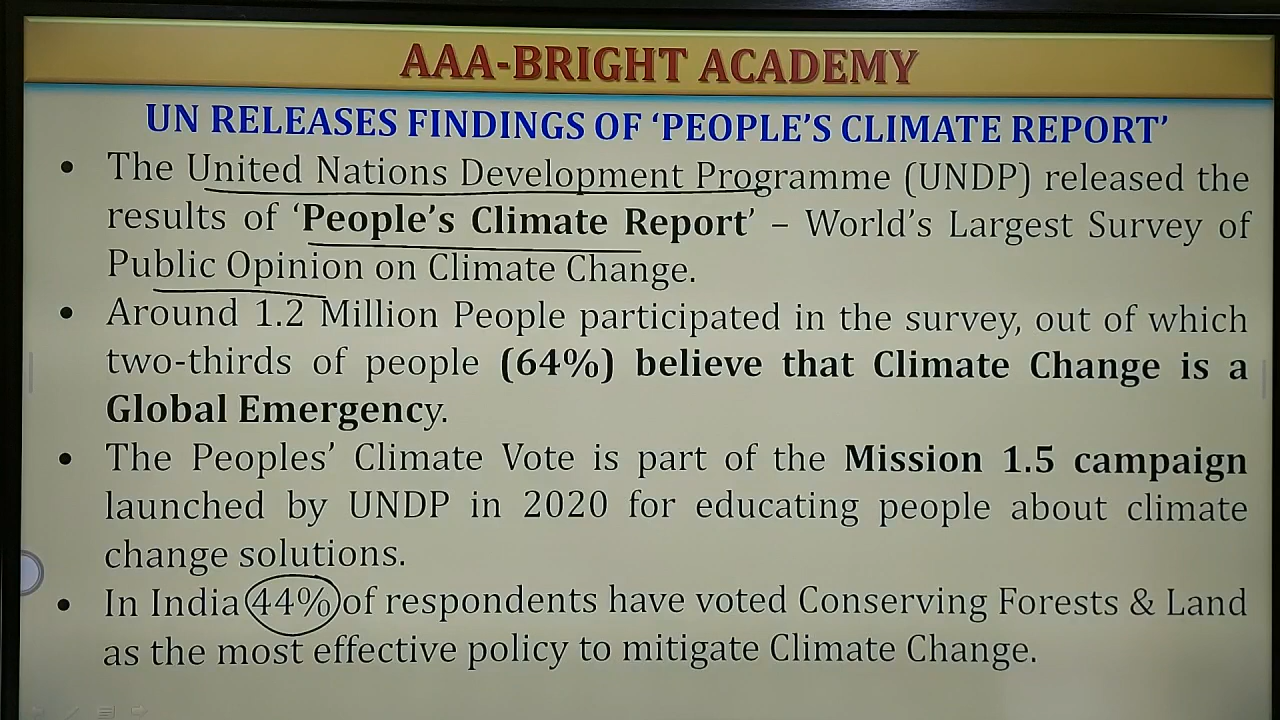 AAA-BRIGHT ACADEMY
UN RELEASES FINDINGS OF ‘PEOPLE’S CLIMATE REPORT’
• The United Nations Development Programme (UNDP) released the
results of ‘People’s Climate Report’ – World’s Largest Survey of
Public Opinion on Climate Change.
• Around 1.2 Million People participated in the survey, out of which
two-thirds of people (64%) believe that Climate Change is a
Global Emergency.
• The Peoples’ Climate Vote is part of the Mission 1.5 campaign
launched by UNDP in 2020 for educating people about climate
change solutions.
• In India 44% of respondents have voted Conserving Forests & Land
as the most effective policy to mitigate Climate Change.